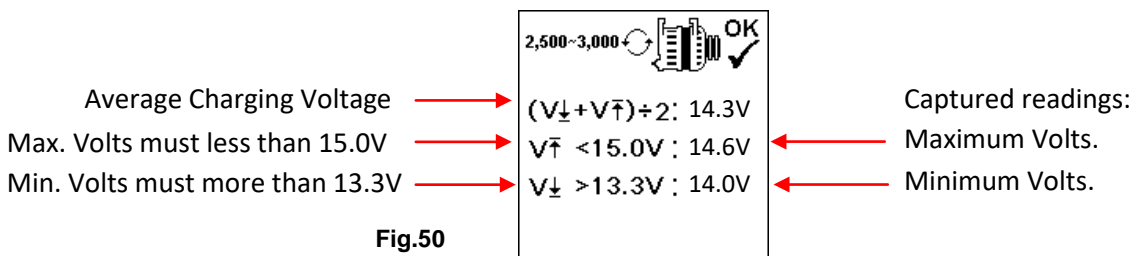 2,500~3,000 OK
Average Charging Voltage (V↓+V↑)÷2: 14.3V Captured readings:
Max. Volts must less than 15.0V V↑ <15.0V : 14.6V Maximum Volts.
Min. Volts must more than 13.3V V↓ >13.3V : 14.0V Minimum Volts.
Fig.50